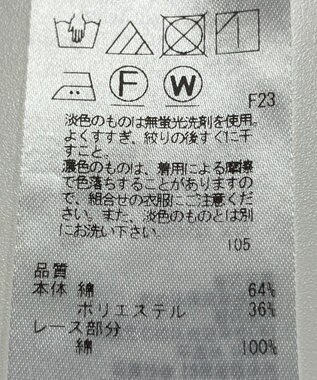 F W F23
淡色のものは無蛍光洗剤を使用。
よくすすぎ、絞りの後すぐに干
すこと。
濃色のものは、着用による摩擦
で色落ちすることがありますの
で、組合せの衣服にご注意くだ
さい。また、淡色のものとは別
にお洗い下さい。
105
品質
本体 綿 64%
ポリエステル 36%
レース部分
綿 100%